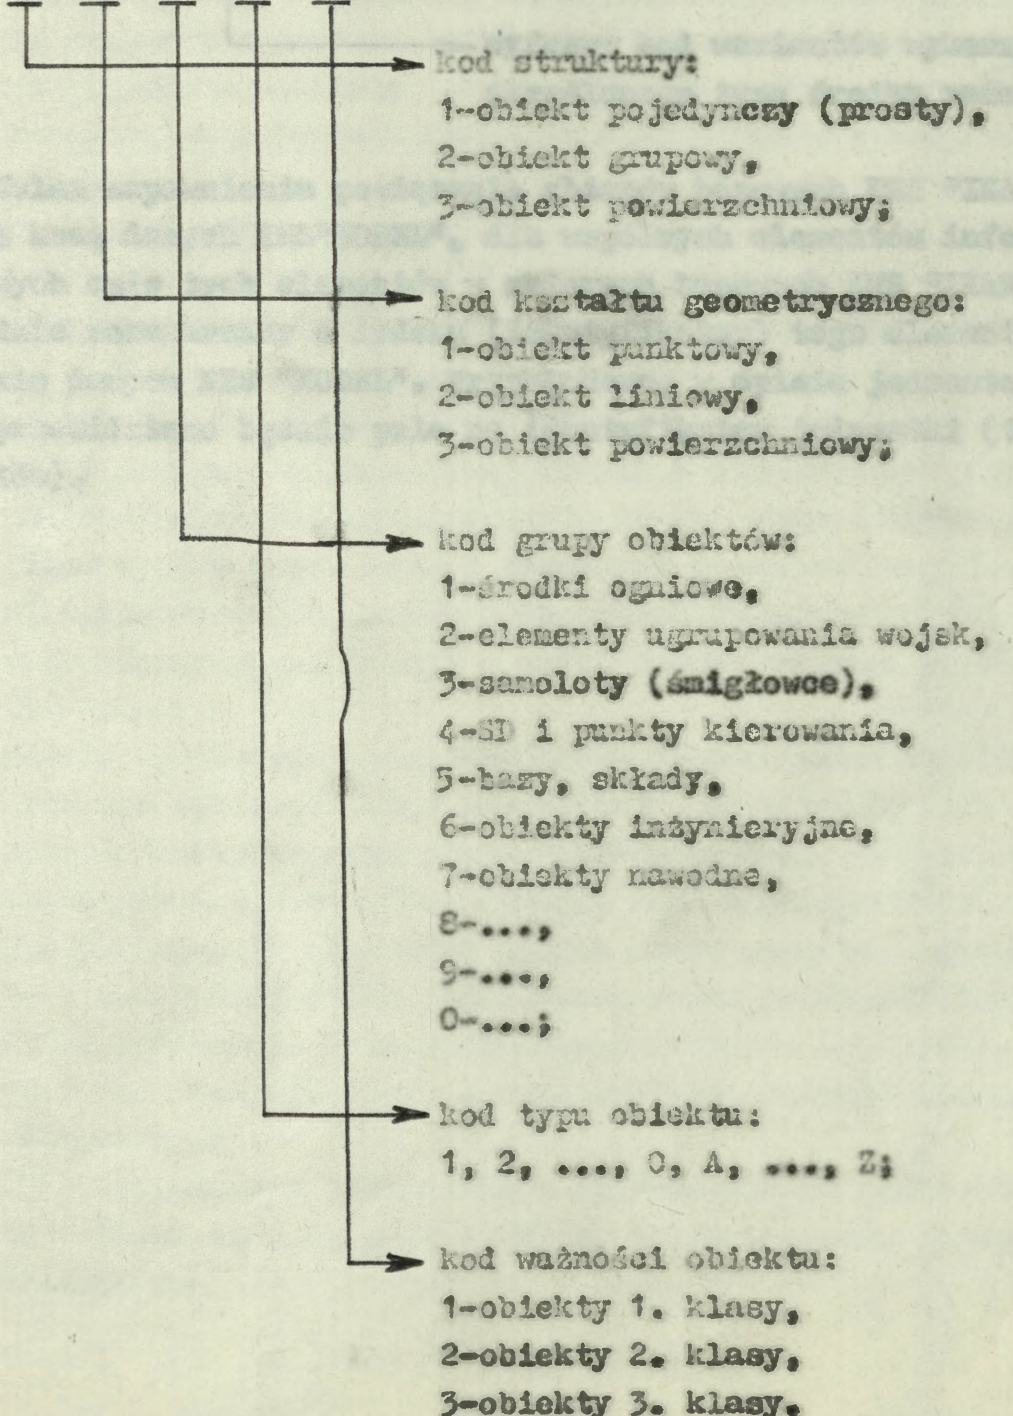 kod struktury:
1-obiekt pojedynczy (prosty),
2-obiekt grupowy,
3-obiekt powierzchniowy;
kod kształtu geometrycznego:
1-obiekt punktowy,
2-obiekt liniowy,
3-obiekt powierzchniowy;
kod grupy obiektów:
1-środki ogniowe,
2-elementy ugrupowania wojsk,
3-samoloty (śmigłowce),
4-SD i punkty kierowania,
5-bazy, składy,
6-obiekty inżynieryjne,
7-obiekty nawodne,
8-...,
9-...,
0-...;
kod typu obiektu:
1, 2, ..., 0, A, ..., Z;
kod ważności obiektu:
1-obiekty 1. klasy,
2-obiekty 2. klasy,
3-obiekty 3. klasy.